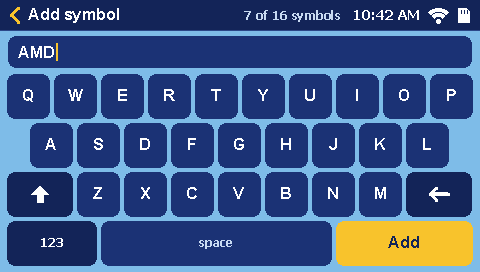 Add symbol 7 of 16 symbols 10:42 AM
AMD
Q W E R T Y U I O P
A S D F G H J K L
Z X C V B N M
123 space Add